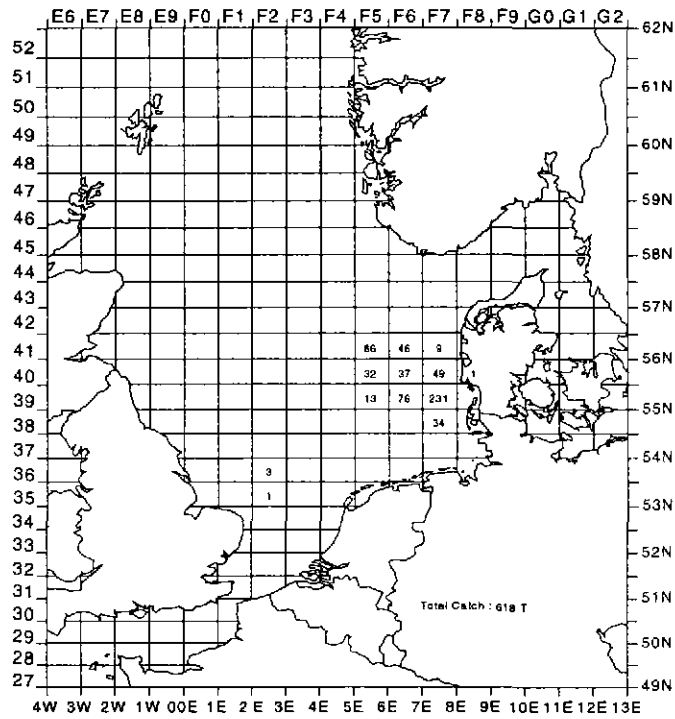 E6 E7 E8 E9 F0 F1 F2 F3 F4 F5 F6 F7 F8 F9 G0 G1 G2
62N
52
51 61N
50
49 60N
48
47 59N
46
45 58N
44
43 57N
42
41 86 46 9 56N
40 32 37 49 1
39 13 76 231 55N
38 34
37 54N
36 3
35 1 53N
34
33 52N
32
31 51N
30 Total Catch : 618 T
29 50N
28
27 49N
4W 3W 2W 1W 00E 1E 2E 3E 4E 5E 6E 7E 8E 9E 10E 11E 12E 13E